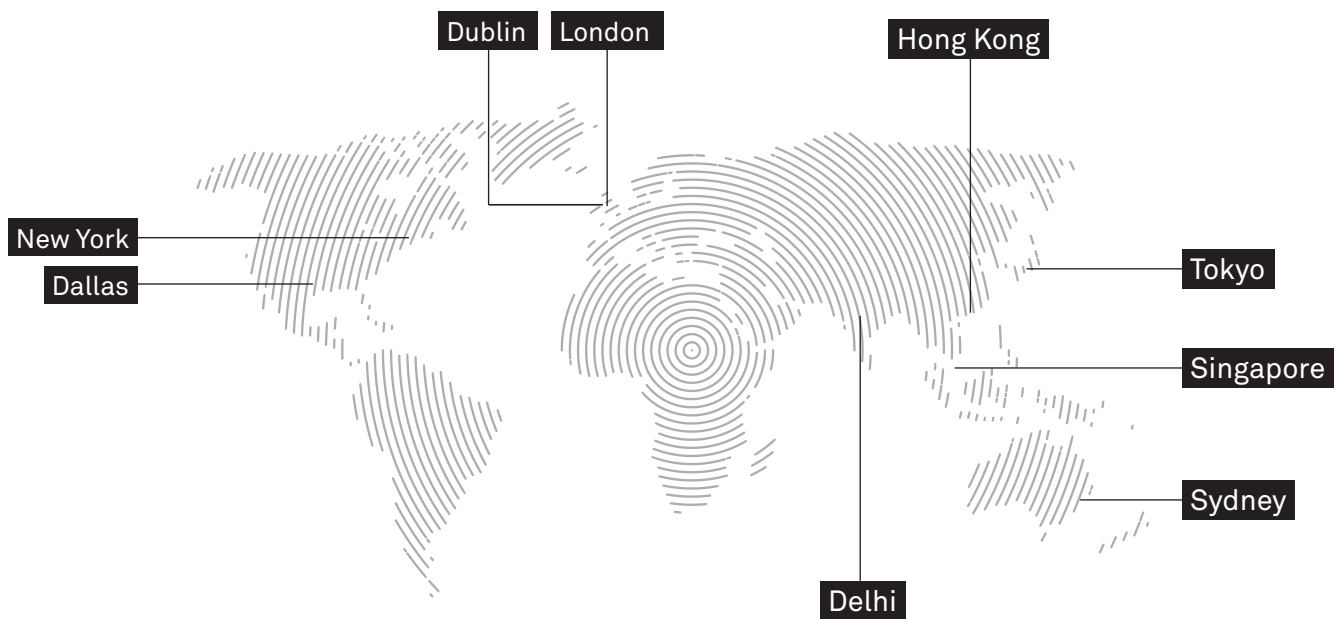 Dublin
London
Hong Kong
New York
Dallas
Tokyo
Singapore
Sydney
Delhi